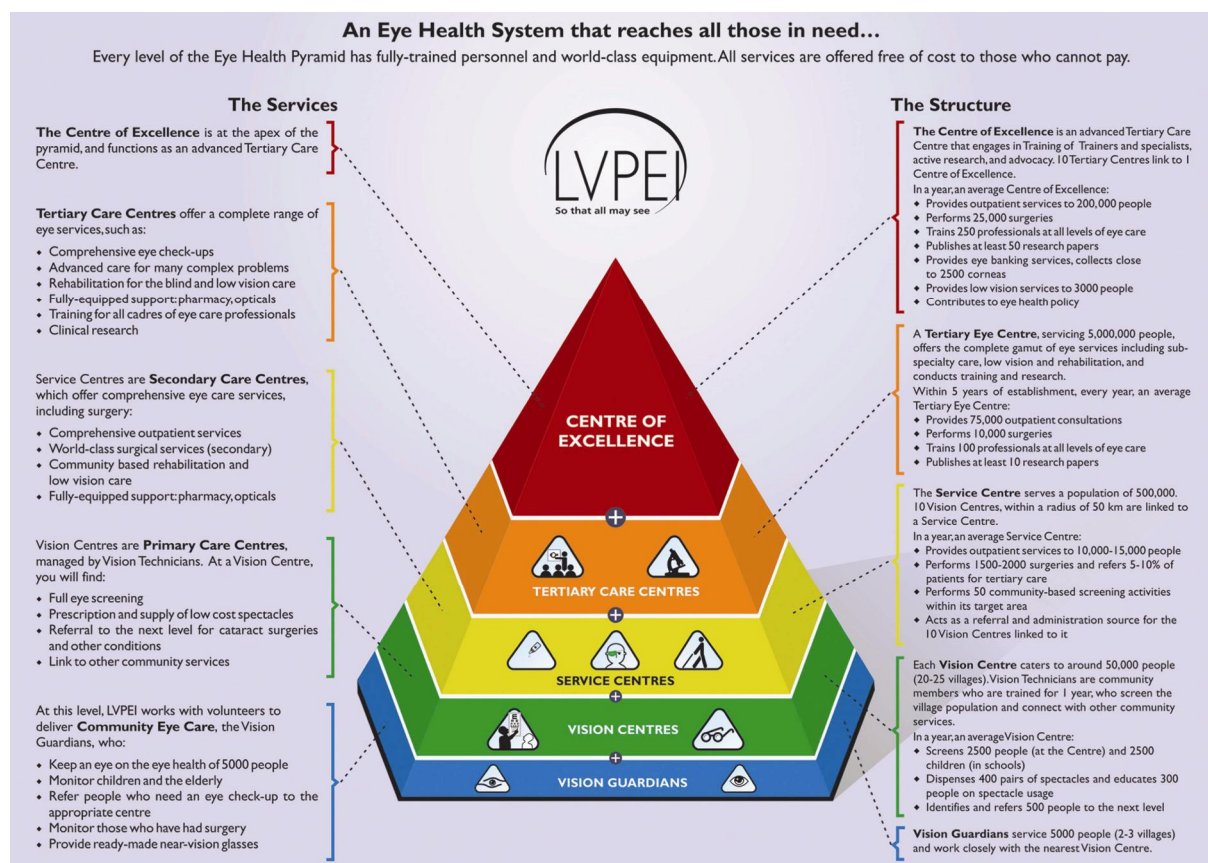 An Eye Health System that reaches all those in need…
Every level of the Eye Health Pyramid has fully-trained personnel and world-class equipment. All services are offered free of cost to those who cannot pay.
The Services
The Centre of Excellence is at the apex of the
pyramid, and functions as an advanced Tertiary Care
Centre.
Tertiary Care Centres offer a complete range of
eye services, such as:
◆ Comprehensive eye check-ups
◆ Advanced care for many complex problems
◆ Rehabilitation for the blind and low vision care
◆ Fully-equipped support: pharmacy, opticals
◆ Training for all cadres of eye care professionals
◆ Clinical research
Service Centres are Secondary Care Centres,
which offer comprehensive eye care services,
including surgery:
◆ Comprehensive outpatient services
◆ World-class surgical services (secondary)
◆ Community based rehabilitation and
low vision care
◆ Fully-equipped support: pharmacy, opticals
Vision Centres are Primary Care Centres,
managed by Vision Technicians. At a Vision Centre,
you will find:
◆ Full eye screening
◆ Prescription and supply of low cost spectacles
◆ Referral to the next level for cataract surgeries
and other conditions
◆ Link to other community services
At this level, LVPEI works with volunteers to
deliver Community Eye Care, the Vision
Guardians, who:
◆ Keep an eye on the eye health of 5000 people
◆ Monitor children and the elderly
◆ Refer people who need an eye check-up to the
appropriate centre
◆ Monitor those who have had surgery
◆ Provide ready-made near-vision glasses
LVPEI
So that all may see
CENTRE OF
EXCELLENCE
+
TERTIARY CARE CENTRES
+
SERVICE CENTRES
+
VISION CENTRES
+
VISION GUARDIANS
The Structure
The Centre of Excellence is an advanced Tertiary Care
Centre that engages in Training of Trainers and specialists,
active research, and advocacy. 10 Tertiary Centres link to 1
Centre of Excellence.
In a year, an average Centre of Excellence:
◆ Provides outpatient services to 200,000 people
◆ Performs 25,000 surgeries
◆ Trains 250 professionals at all levels of eye care
◆ Publishes at least 50 research papers
◆ Provides eye banking services, collects close
to 2500 corneas
◆ Provides low vision services to 3000 people
◆ Contributes to eye health policy
A Tertiary Eye Centre, servicing 5,000,000 people,
offers the complete gamut of eye services including sub-
specialty care, low vision and rehabilitation, and
conducts training and research.
Within 5 years of establishment, every year, an average
Tertiary Eye Centre:
◆ Provides 75,000 outpatient consultations
◆ Performs 10,000 surgeries
◆ Trains 100 professionals at all levels of eye care
◆ Publishes at least 10 research papers
The Service Centre serves a population of 500,000.
10 Vision Centres, within a radius of 50 km are linked to
a Service Centre.
In a year, an average Service Centre:
◆ Provides outpatient services to 10,000-15,000 people
◆ Performs 1500-2000 surgeries and refers 5-10% of
patients for tertiary care
◆ Performs 50 community-based screening activities
within its target area
◆ Acts as a referral and administration source for the
10 Vision Centres linked to it
Each Vision Centre caters to around 50,000 people
(20-25 villages). Vision Technicians are community
members who are trained for 1 year, who screen the
village population and connect with other community
services.
In a year, an average Vision Centre:
◆ Screens 2500 people (at the Centre) and 2500
children (in schools)
◆ Dispenses 400 pairs of spectacles and educates 300
people on spectacle usage
◆ Identifies and refers 500 people to the next level
Vision Guardians service 5000 people (2-3 villages)
and work closely with the nearest Vision Centre.